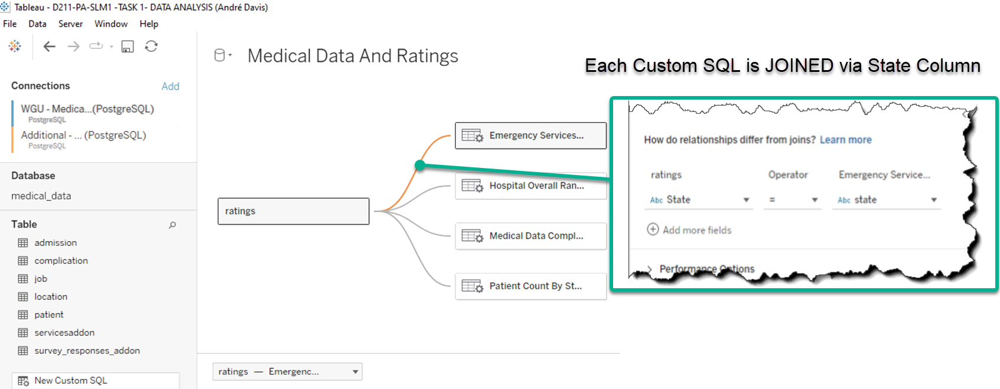 Tableau - D211-PA-SLM1 -TASK 1- DATA ANALYSIS (André Davis)
File Data Server Window Help
Medical Data And Ratings
Each Custom SQL is JOINED via State Column
Connections Add
WGU - Medica...(PostgreSQL)
PostgreSQL
Additional - ... (PostgreSQL)
PostgreSQL
Database
medical_data
Table
admission
complication
job
location
patient
servicesaddon
survey_responses_addon
New Custom SQL
ratings
Emergency Services...
Hospital Overall Ran...
Medical Data Compl...
Patient Count By St...
How do relationships differ from joins? Learn more
ratings Operator Emergency Service...
Abc State = Abc state
Add more fields
Performance Options
ratings — Emergenc...